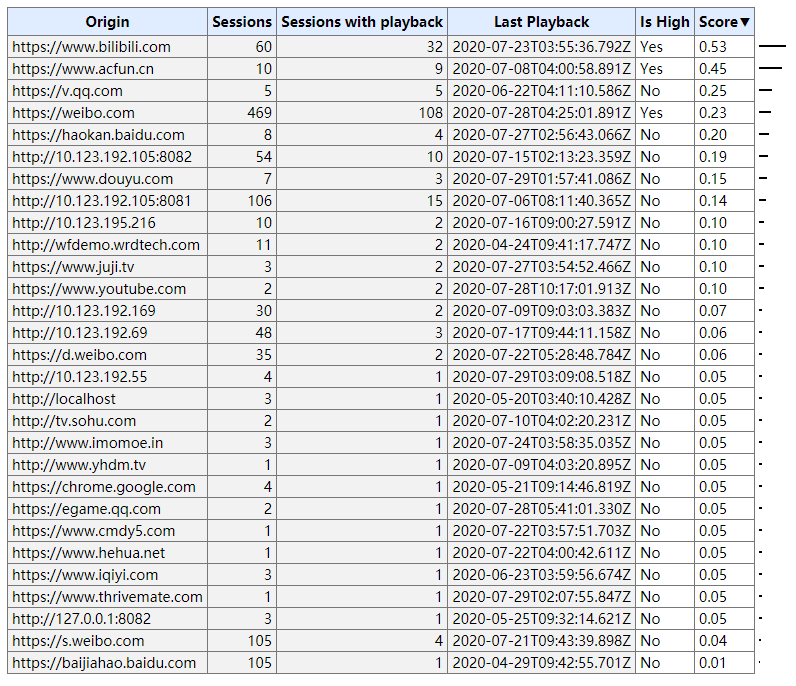 Origin Sessions Sessions with playback Last Playback Is High Score▼
https://www.bilibili.com 60 32 2020-07-23T03:55:36.792Z Yes 0.53
https://www.acfun.cn 10 9 2020-07-08T04:00:58.891Z Yes 0.45
https://v.qq.com 5 5 2020-06-22T04:11:10.586Z No 0.25
https://weibo.com 469 108 2020-07-28T04:25:01.891Z Yes 0.23
https://haokan.baidu.com 8 4 2020-07-27T02:56:43.066Z No 0.20
http://10.123.192.105:8082 54 10 2020-07-15T02:13:23.359Z No 0.19
https://www.douyu.com 7 3 2020-07-29T01:57:41.086Z No 0.15
http://10.123.192.105:8081 106 15 2020-07-06T08:11:40.365Z No 0.14
http://10.123.195.216 10 2 2020-07-16T09:00:27.591Z No 0.10
http://wfdemo.wrdtech.com 11 2 2020-04-24T09:41:17.747Z No 0.10
https://www.juji.tv 3 2 2020-07-27T03:54:52.466Z No 0.10
https://www.youtube.com 2 2 2020-07-28T10:17:01.913Z No 0.10
http://10.123.192.169 30 2 2020-07-09T09:03:03.383Z No 0.07
http://10.123.192.69 48 3 2020-07-17T09:44:11.158Z No 0.06
https://d.weibo.com 35 2 2020-07-22T05:28:48.784Z No 0.06
http://10.123.192.55 4 1 2020-07-29T03:09:08.518Z No 0.05
http://localhost 3 1 2020-05-20T03:40:10.428Z No 0.05
http://tv.sohu.com 2 1 2020-07-10T04:02:20.231Z No 0.05
http://www.imomoe.in 3 1 2020-07-24T03:58:35.035Z No 0.05
http://www.yhdm.tv 1 1 2020-07-09T04:03:20.895Z No 0.05
https://chrome.google.com 4 1 2020-05-21T09:14:46.819Z No 0.05
https://egame.qq.com 2 1 2020-07-28T05:41:01.330Z No 0.05
https://www.cmdy5.com 1 1 2020-07-22T03:57:51.703Z No 0.05
https://www.hehua.net 1 1 2020-07-22T04:00:42.611Z No 0.05
https://www.iqiyi.com 3 1 2020-06-23T03:59:56.674Z No 0.05
https://www.thrivemate.com 1 1 2020-07-29T02:07:55.847Z No 0.05
http://127.0.0.1:8082 3 1 2020-05-25T09:32:14.621Z No 0.05
https://s.weibo.com 105 4 2020-07-21T09:43:39.898Z No 0.04
https://baijiahao.baidu.com 105 1 2020-04-29T09:42:55.701Z No 0.01